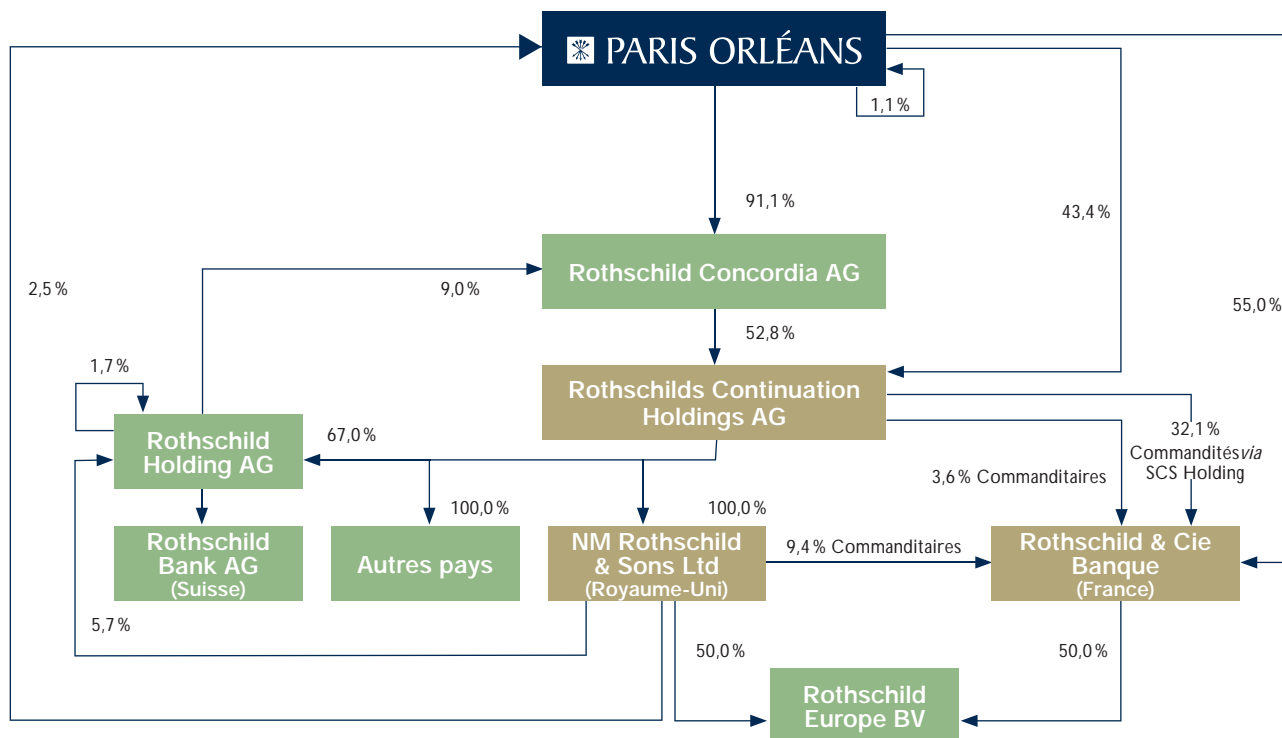 PARIS ORLÉANS
1,1 %
91,1 %
43,4 %
Rothschild Concordia AG
2,5 %
9,0 %
55,0 %
52,8 %
1,7 %
Rothschilds Continuation
Holdings AG
Rothschild
Holding AG
67,0 %
32,1 %
Commanditésvia
SCS Holding
3,6 % Commanditaires
100,0 %
100,0 %
Rothschild
Bank AG
(Suisse)
Autres pays
NM Rothschild
& Sons Ltd
(Royaume-Uni)
9,4 % Commanditaires
Rothschild & Cie
Banque
(France)
5,7 %
50,0 %
50,0 %
Rothschild
Europe BV